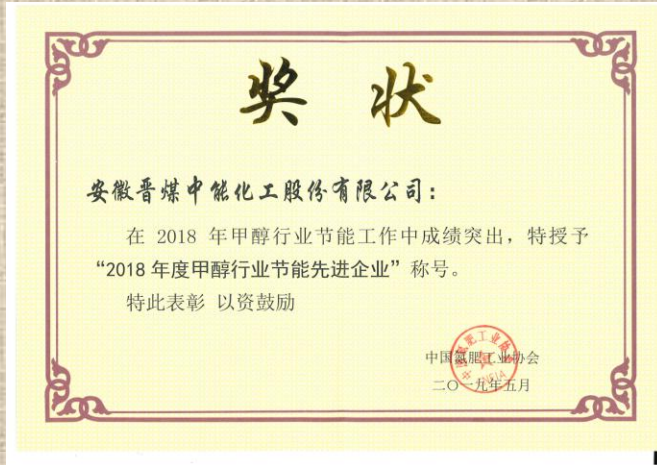 奖 状
安徽晋煤中能化工股份有限公司：
在 2018 年甲醇行业节能工作中成绩突出，特授予
“2018 年度甲醇行业节能先进企业”称号。
特此表彰 以资鼓励
中国氮肥工业协会
二〇一九年五月
CNFIA